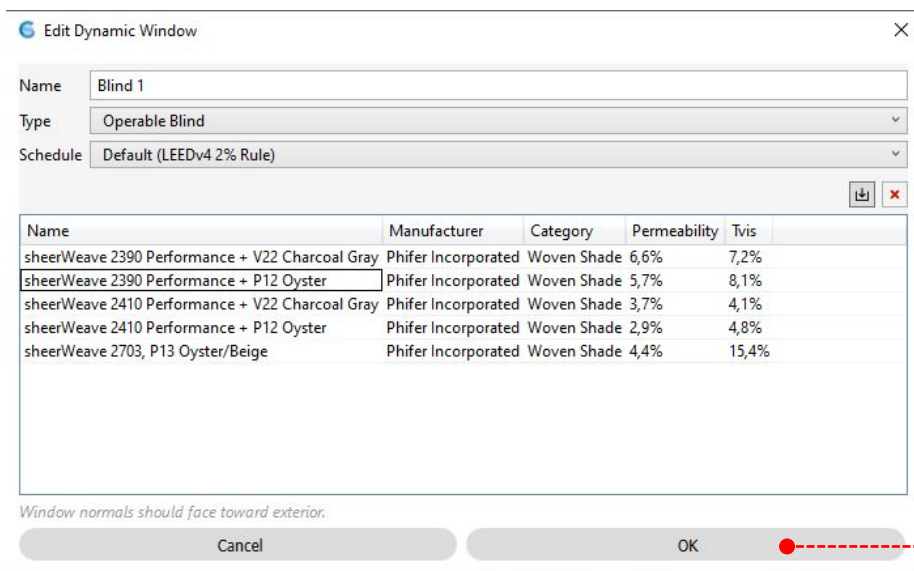 Edit Dynamic Window
Name Blind 1
Type Operable Blind
Schedule Default (LEEDv4 2% Rule)
Name Manufacturer Category Permeability Tvis
sheerWeave 2390 Performance + V22 Charcoal Gray Phifer Incorporated Woven Shade 6,6% 7,2%
sheerWeave 2390 Performance + P12 Oyster Phifer Incorporated Woven Shade 5,7% 8,1%
sheerWeave 2410 Performance + V22 Charcoal Gray Phifer Incorporated Woven Shade 3,7% 4,1%
sheerWeave 2410 Performance + P12 Oyster Phifer Incorporated Woven Shade 2,9% 4,8%
sheerWeave 2703, P13 Oyster/Beige Phifer Incorporated Woven Shade 4,4% 15,4%
Window normals should face toward exterior.
Cancel OK